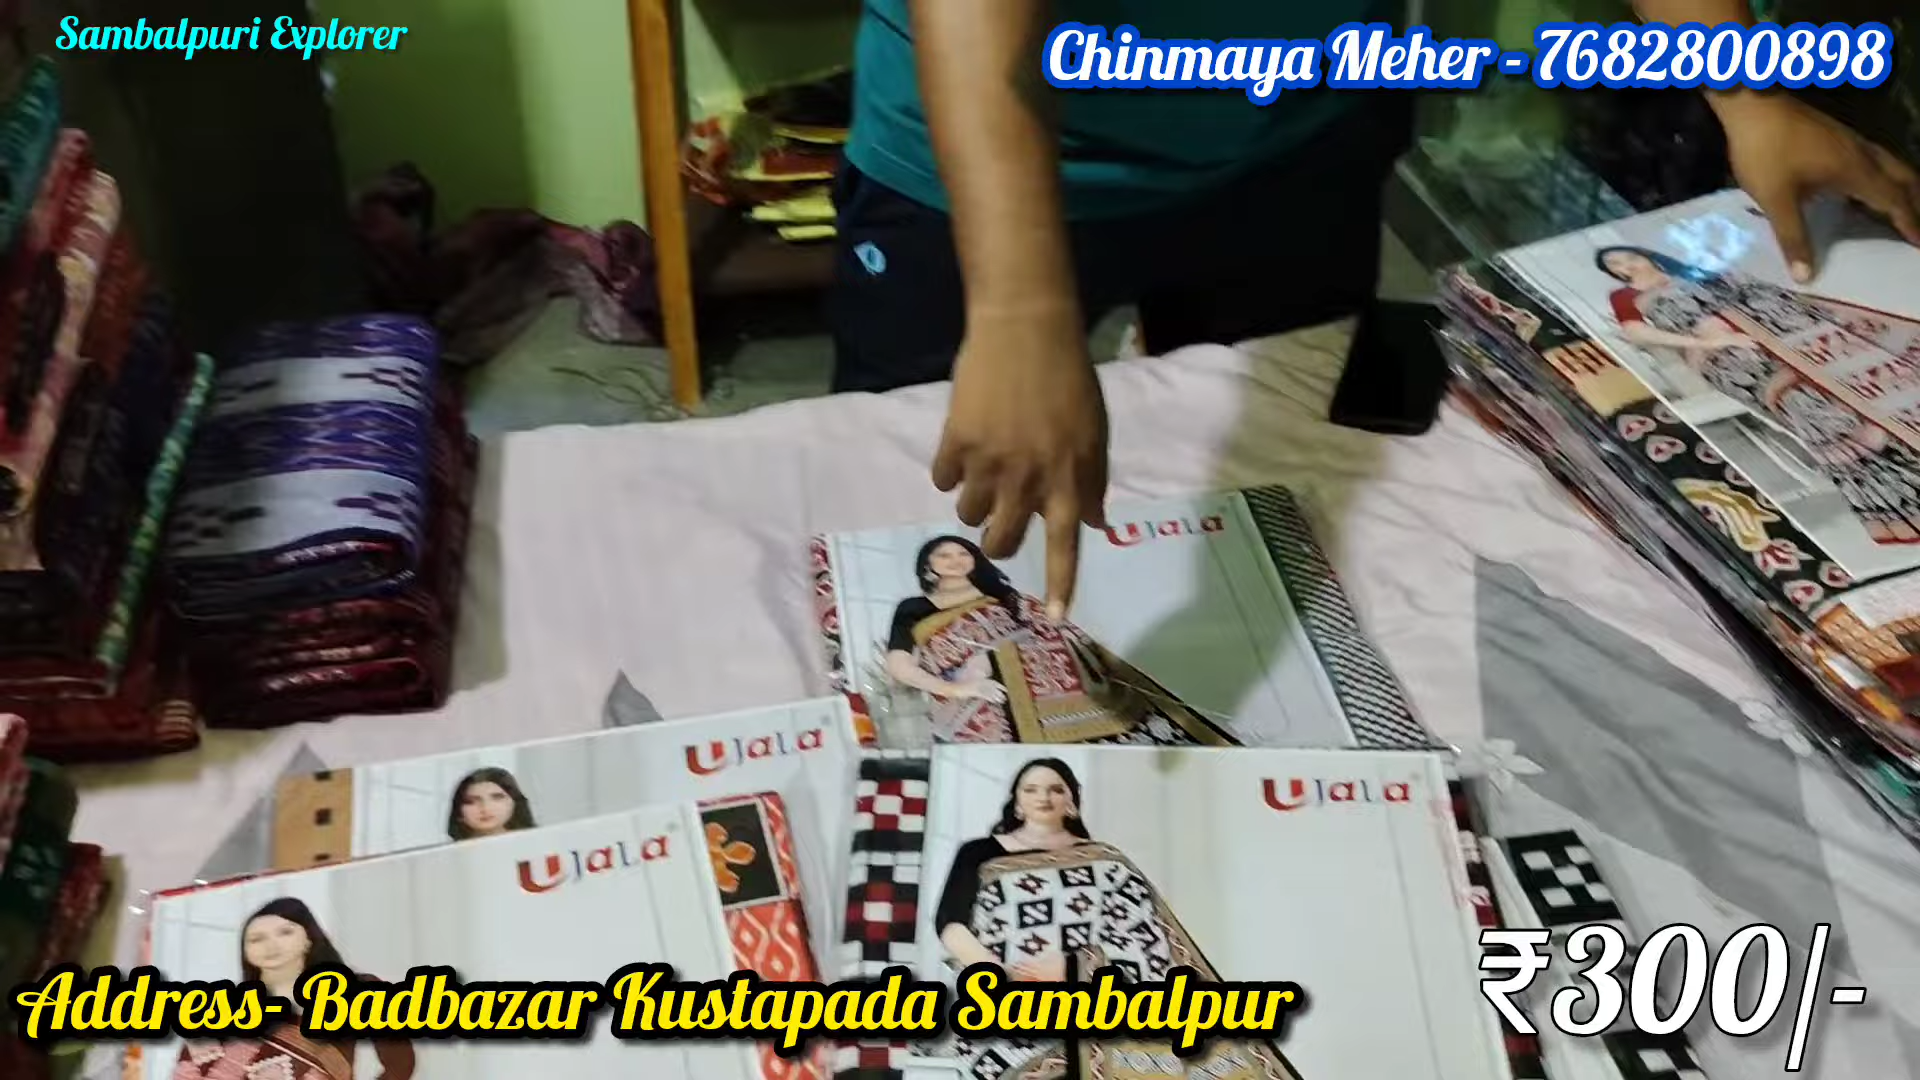 Sambalpuri Explorer
Chinmaya Meher - 7682800898
UJaLa
UJaLa
UJaLa
UJaLa
Address- Badbazar Kustapada Sambalpur
₹300/-